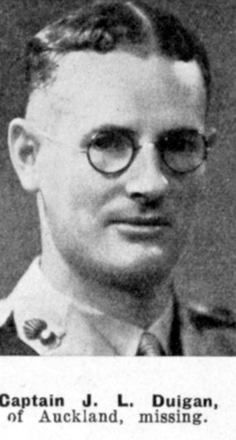 Captain J. L. Duigan,
of Auckland, missing.